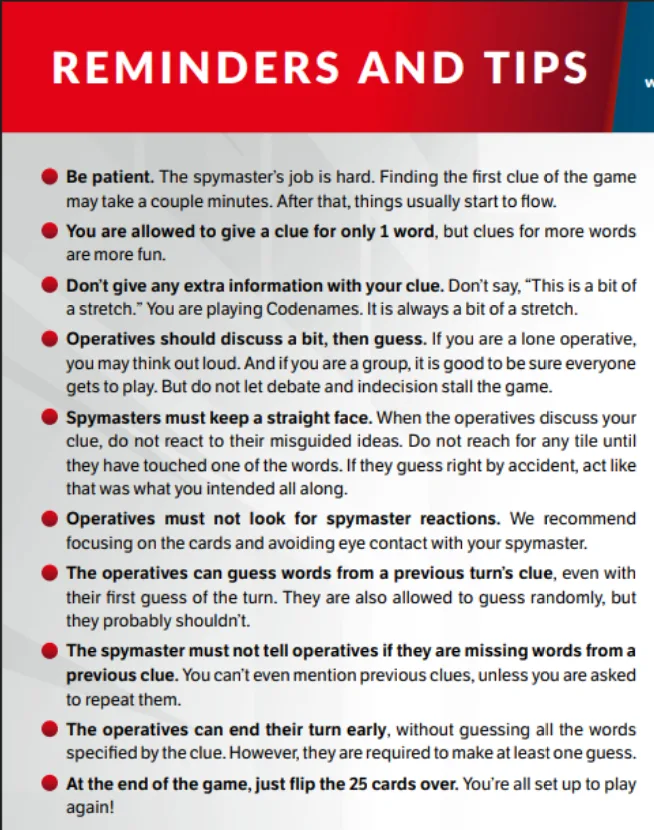 REMINDERS AND TIPS
w
Be patient. The spymaster's job is hard. Finding the first clue of the game
may take a couple minutes. After that, things usually start to flow.
You are allowed to give a clue for only 1 word, but clues for more words
are more fun.
Don't give any extra information with your clue. Don't say, "This is a bit of
a stretch." You are playing Codenames. It is always a bit of a stretch.
Operatives should discuss a bit, then guess. If you are a lone operative,
you may think out loud. And if you are a group, it is good to be sure everyone
gets to play. But do not let debate and indecision stall the game.
Spymasters must keep a straight face. When the operatives discuss your
clue, do not react to their misguided ideas. Do not reach for any tile until
they have touched one of the words. If they guess right by accident, act like
that was what you intended all along.
Operatives must not look for spymaster reactions. We recommend
focusing on the cards and avoiding eye contact with your spymaster.
The operatives can guess words from a previous turn's clue, even with
their first guess of the turn. They are also allowed to guess randomly, but
they probably shouldn't.
The spymaster must not tell operatives if they are missing words from a
previous clue. You can't even mention previous clues, unless you are asked
to repeat them.
The operatives can end their turn early, without guessing all the words
specified by the clue. However, they are required to make at least one guess.
At the end of the game, just flip the 25 cards over. You're all set up to play
again!